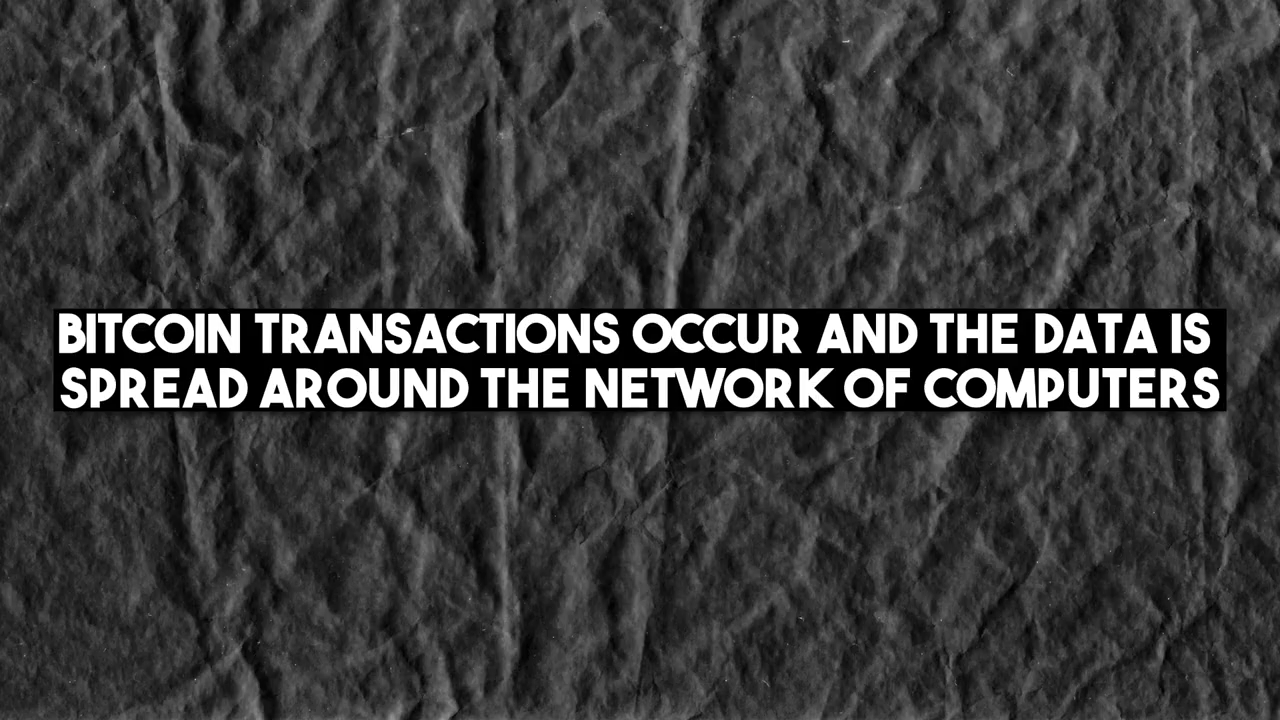 BITCOIN TRANSACTIONS OCCUR AND THE DATA IS
SPREAD AROUND THE NETWORK OF COMPUTERS